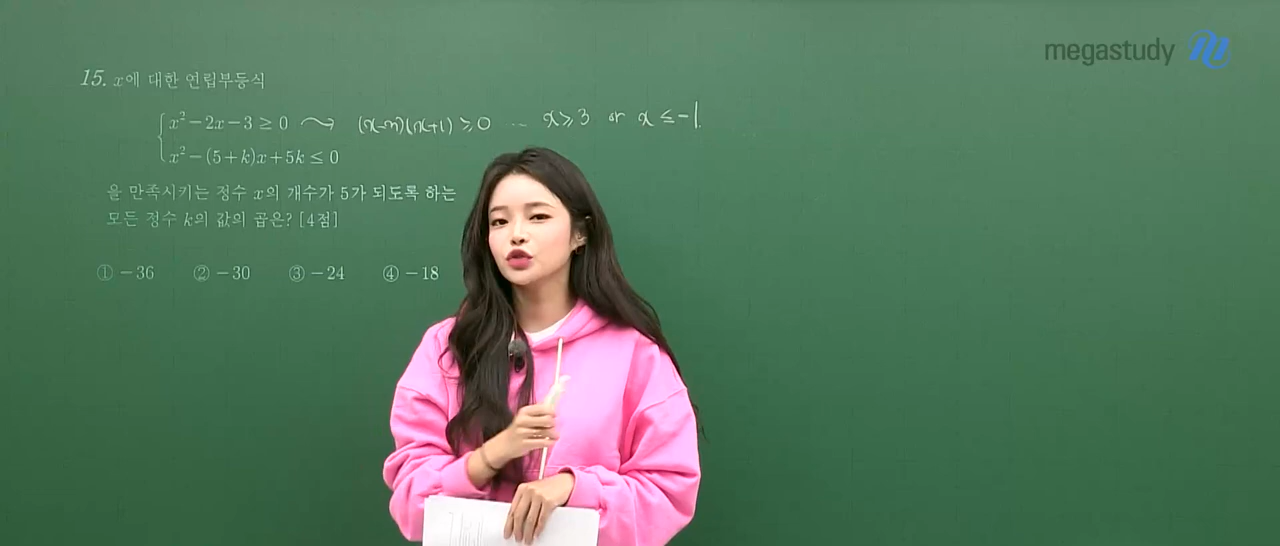 megastudy
15. x에 대한 연립부등식
x²-2x-3≥0 ⟿ (x-3)(x+1)≥0 … x≥3 or x≤-1.
x²-(5+k)x+5k≤0
을 만족시키는 정수 x의 개수가 5가 되도록 하는
모든 정수 k의 값의 곱은? [4점]
① -36 ② -30 ③ -24 ④ -18